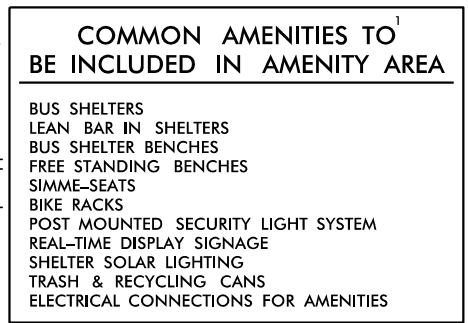 COMMON AMENITIES TO¹
BE INCLUDED IN AMENITY AREA
BUS SHELTERS
LEAN BAR IN SHELTERS
BUS SHELTER BENCHES
FREE STANDING BENCHES
SIMME–SEATS
BIKE RACKS
POST MOUNTED SECURITY LIGHT SYSTEM
REAL–TIME DISPLAY SIGNAGE
SHELTER SOLAR LIGHTING
TRASH & RECYCLING CANS
ELECTRICAL CONNECTIONS FOR AMENITIES